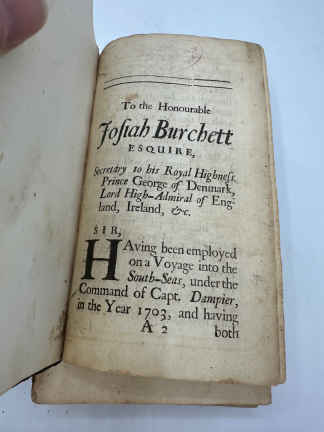 To the Honourable
Josiah Burchett
ESQUIRE,
Secretary to his Royal Highness.
Prince George of Denmark,
Lord High-Admiral of Eng-
land, Ireland, &c.
SIR,
HAving been employed
on a Voyage into the
South-Seas, under the
Command of Capt. Dampier,
in the Year 1703, and having
A 2 both